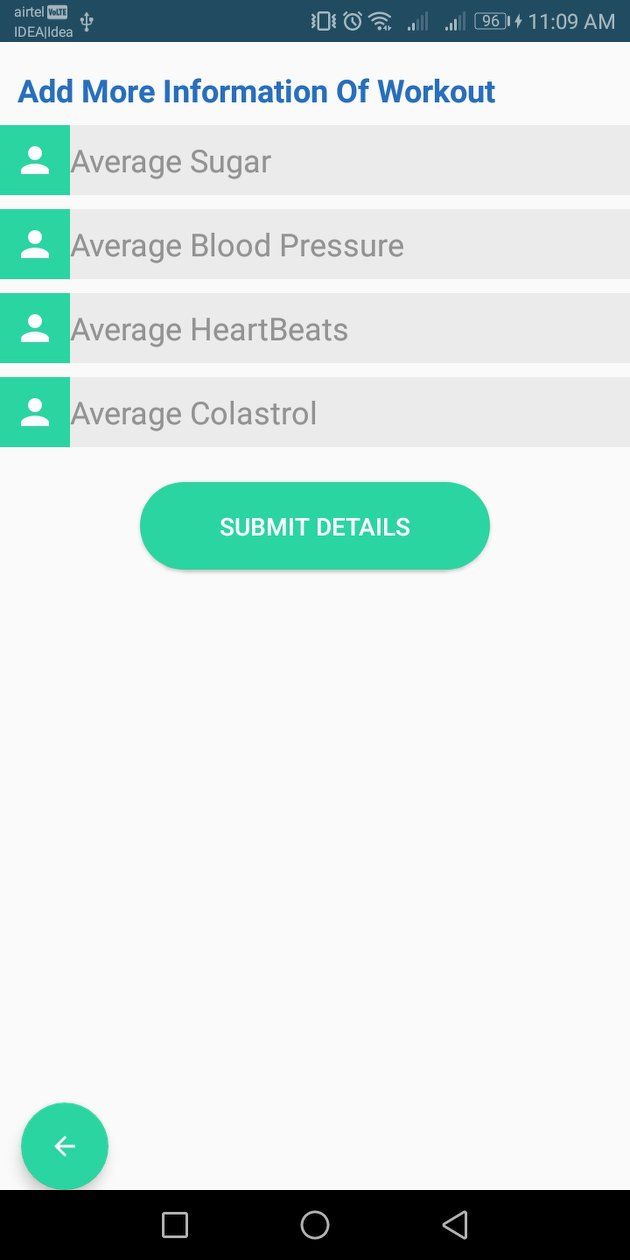 airtel VoLTE
IDEA|Idea
96 11:09 AM
Add More Information Of Workout
Average Sugar
Average Blood Pressure
Average HeartBeats
Average Colastrol
SUBMIT DETAILS